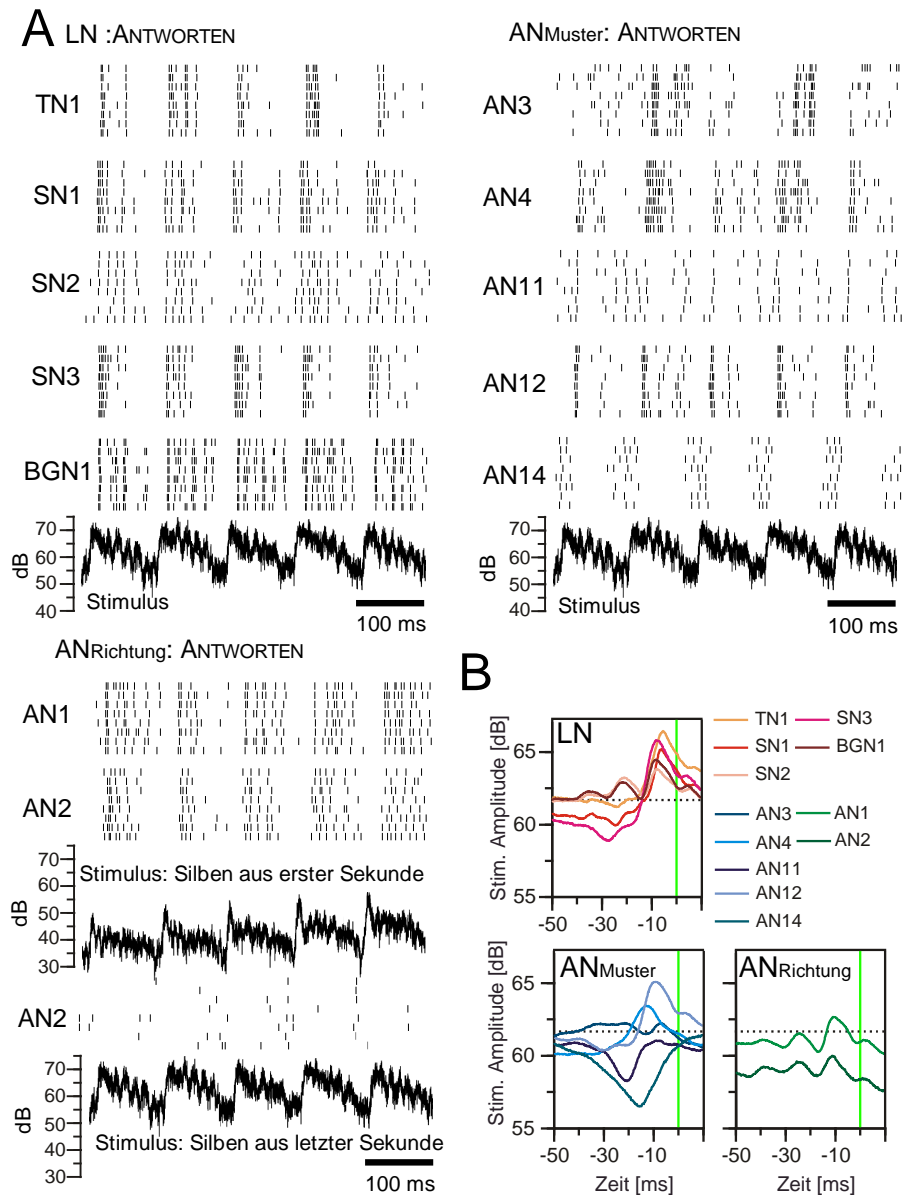 A LN :ANTWORTEN
TN1
SN1
SN2
SN3
BGN1
70
60
50
40
dB
Stimulus
100 ms
ANMuster: ANTWORTEN
AN3
AN4
AN11
AN12
AN14
70
60
50
40
dB
Stimulus
100 ms
ANRichtung: ANTWORTEN
AN1
AN2
Stimulus: Silben aus erster Sekunde
70
60
50
40
30
dB
AN2
70
60
50
40
30
dB
Stimulus: Silben aus letzter Sekunde
100 ms
B
LN
Stim. Amplitude [dB]
65
60
55
-50 -30 -10
TN1 SN3
SN1 BGN1
SN2
AN3 AN1
AN4 AN2
AN11
AN12
AN14
ANMuster
Stim. Amplitude [dB]
65
60
55
-50 -30 -10
Zeit [ms]
ANRichtung
-50 -30 -10
Zeit [ms]